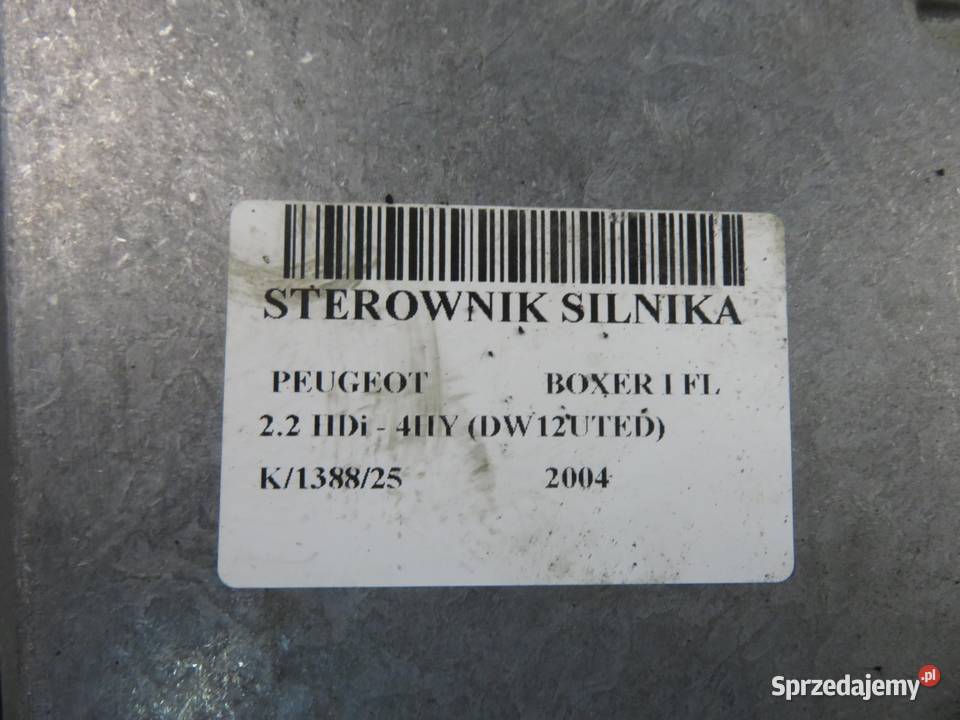 STEROWNIK SILNIKA
PEUGEOT BOXER I FL
2.2 HDi - 4HY (DW12UTED)
K/1388/25 2004
Sprzedajemy.pl